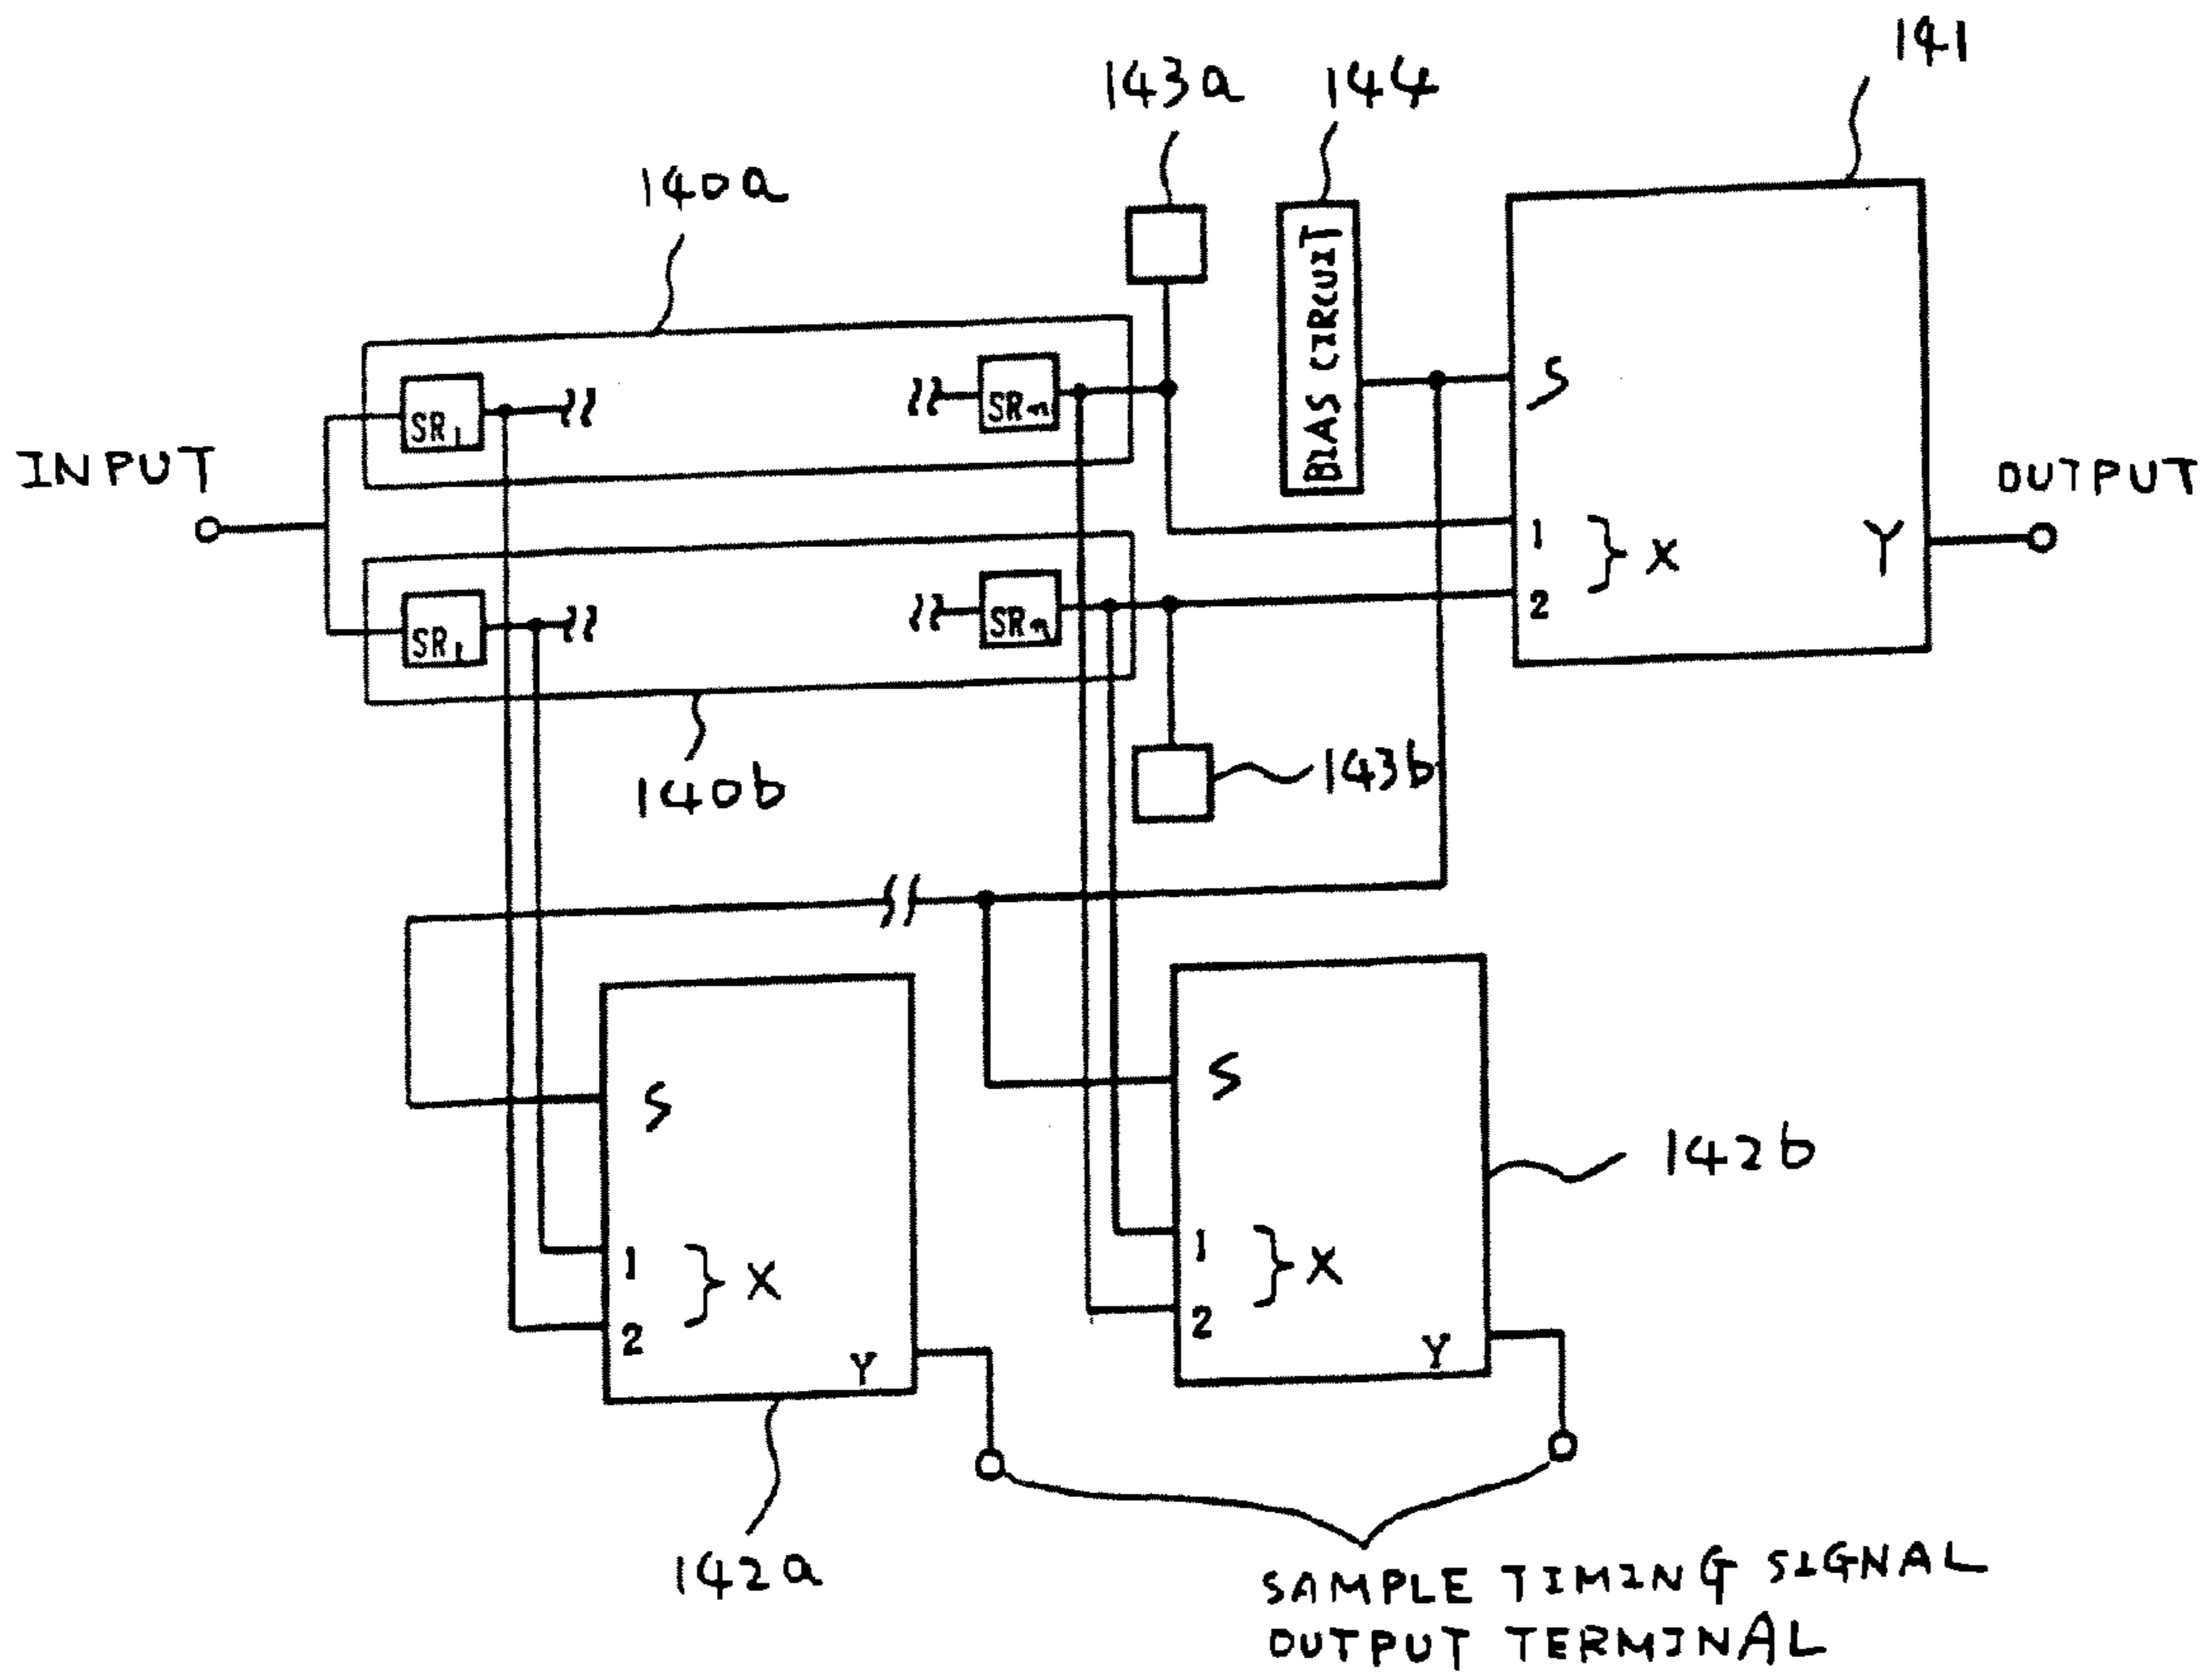 141
143a
144
140a
BIAS CIRCUIT
SR1
SRn
S
INPUT
OUTPUT
1
} X
Y
2
SR1
SRn
143b
140b
S
S
142b
1
} X
2
Y
1
} X
2
Y
142a
SAMPLE TIMING SIGNAL
OUTPUT TERMINAL